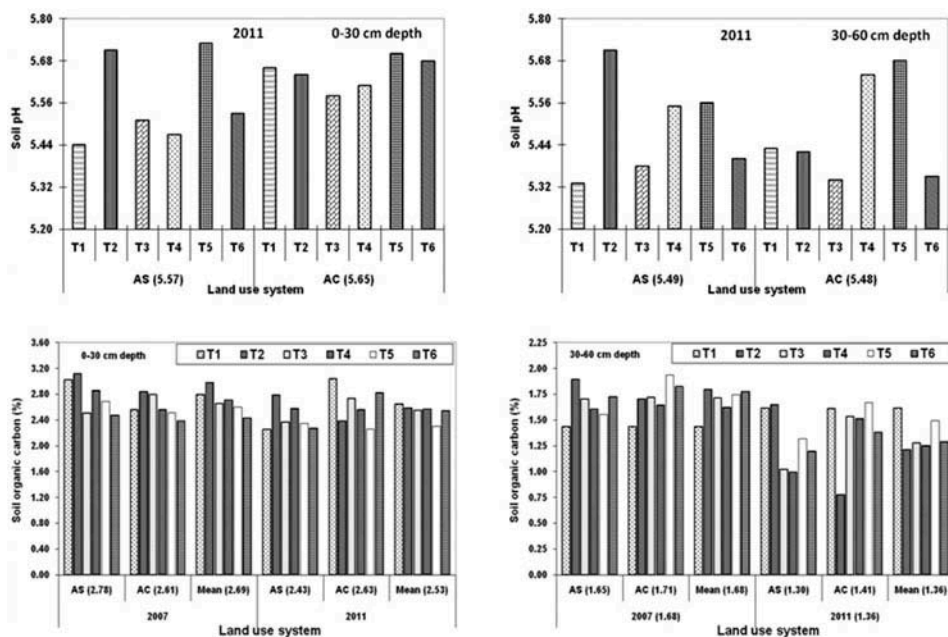 5.80
2011
0-30 cm depth
5.68
5.56
5.44
5.32
5.20
Soil pH
T1 T2 T3 T4 T5 T6 T1 T2 T3 T4 T5 T6
AS (5.57) AC (5.65)
Land use system
5.80
2011
30-60 cm depth
5.68
5.56
5.44
5.32
5.20
Soil pH
T1 T2 T3 T4 T5 T6 T1 T2 T3 T4 T5 T6
AS (5.49) AC (5.48)
Land use system
3.60
0-30 cm depth
T1 T2 T3 T4 T5 T6
3.20
2.80
2.40
2.00
1.60
1.20
0.80
0.40
0.00
Soil organic carbon (%)
AS (2.78) AC (2.61) Mean (2.69) AS (2.43) AC (2.63) Mean (2.53)
2007 2011
Land use system
2.25
30-60 cm depth
T1 T2 T3 T4 T5 T6
2.00
1.75
1.50
1.25
1.00
0.75
0.50
0.25
0.00
Soil organic carbon (%)
AS (1.65) AC (1.71) Mean (1.68) AS (1.30) AC (1.41) Mean (1.36)
2007 (1.68) 2011 (1.36)
Land use system